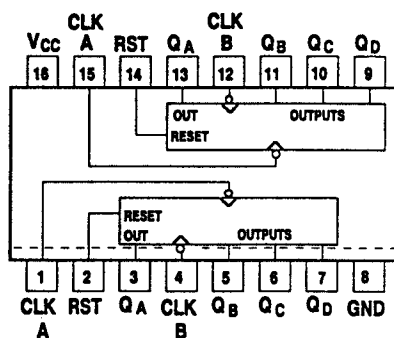 VCC CLK A RST QA CLK B QB QC QD
16 15 14 13 12 11 10 9
OUT OUTPUTS
RESET
RESET
OUT OUTPUTS
1 2 3 4 5 6 7 8
CLK A RST QA CLK B QB QC QD GND